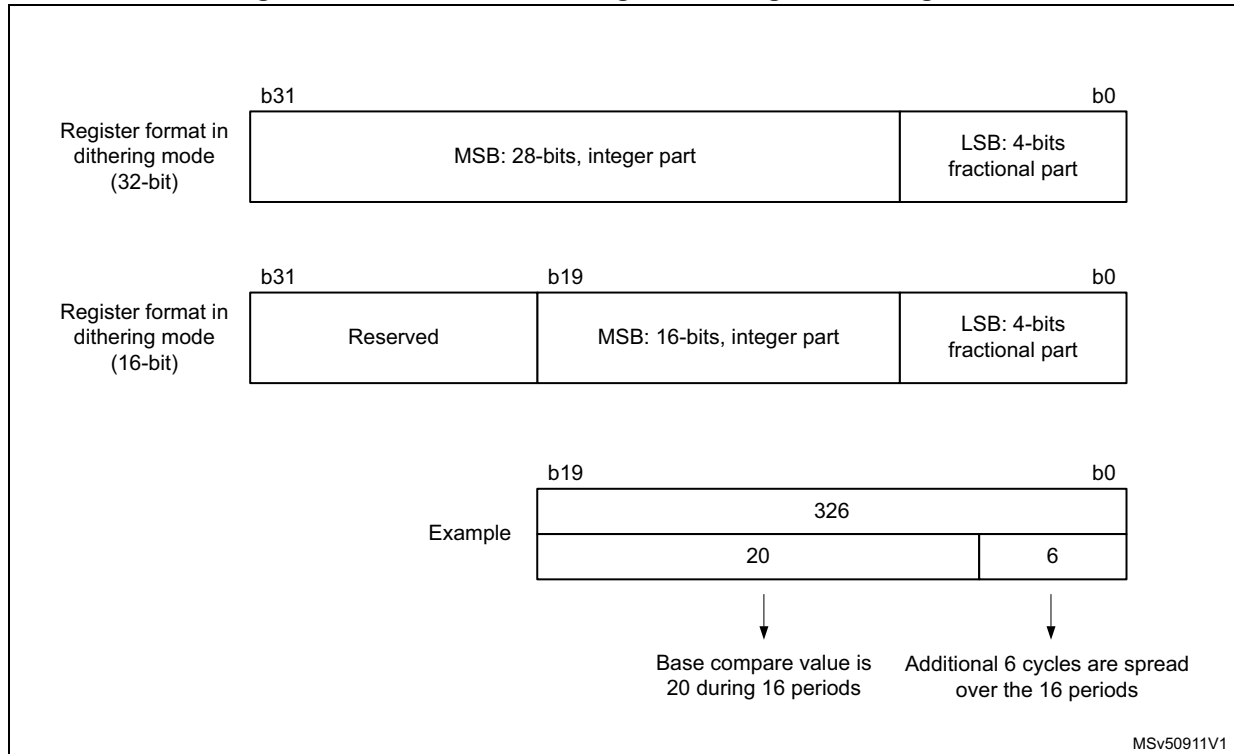 b31 b0
Register format in
dithering mode
(32-bit)
MSB: 28-bits, integer part
LSB: 4-bits
fractional part
b31 b19 b0
Register format in
dithering mode
(16-bit)
Reserved
MSB: 16-bits, integer part
LSB: 4-bits
fractional part
b19 b0
Example
326
20 6
Base compare value is
20 during 16 periods
Additional 6 cycles are spread
over the 16 periods
MSv50911V1